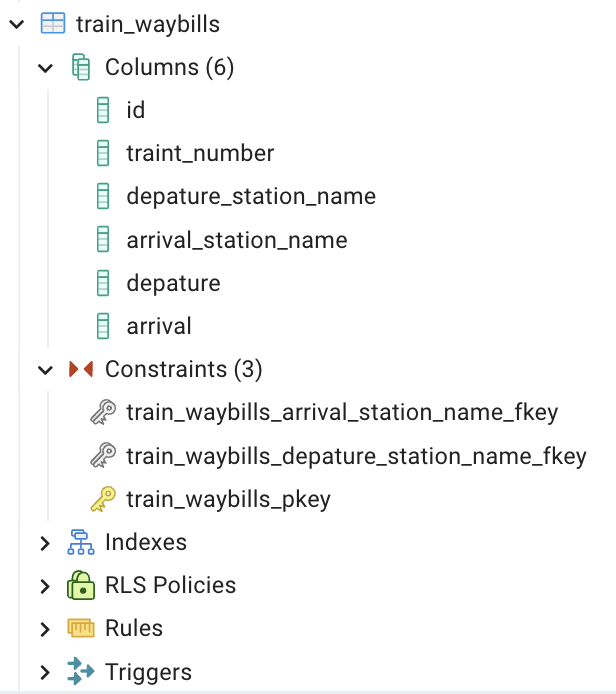 train_waybills
Columns (6)
id
traint_number
depature_station_name
arrival_station_name
depature
arrival
Constraints (3)
train_waybills_arrival_station_name_fkey
train_waybills_depature_station_name_fkey
train_waybills_pkey
Indexes
RLS Policies
Rules
Triggers